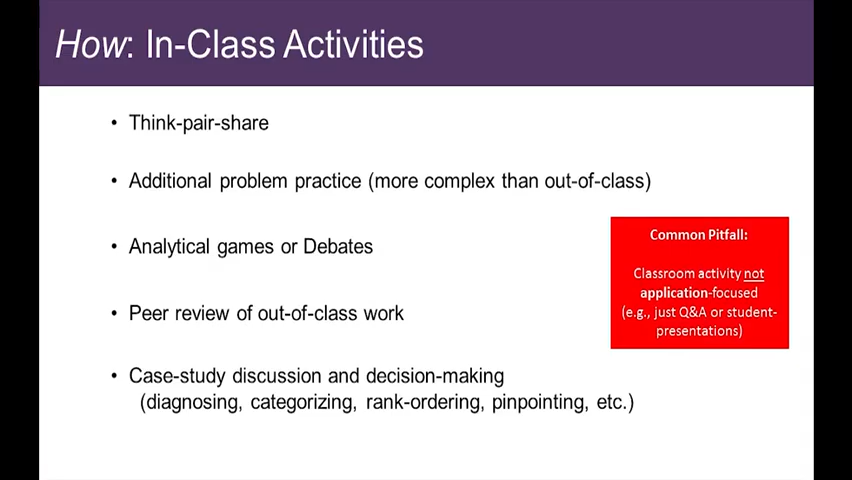 How: In-Class Activities
• Think-pair-share
• Additional problem practice (more complex than out-of-class)
• Analytical games or Debates
• Peer review of out-of-class work
• Case-study discussion and decision-making
(diagnosing, categorizing, rank-ordering, pinpointing, etc.)
Common Pitfall:
Classroom activity not
application-focused
(e.g., just Q&A or student-
presentations)